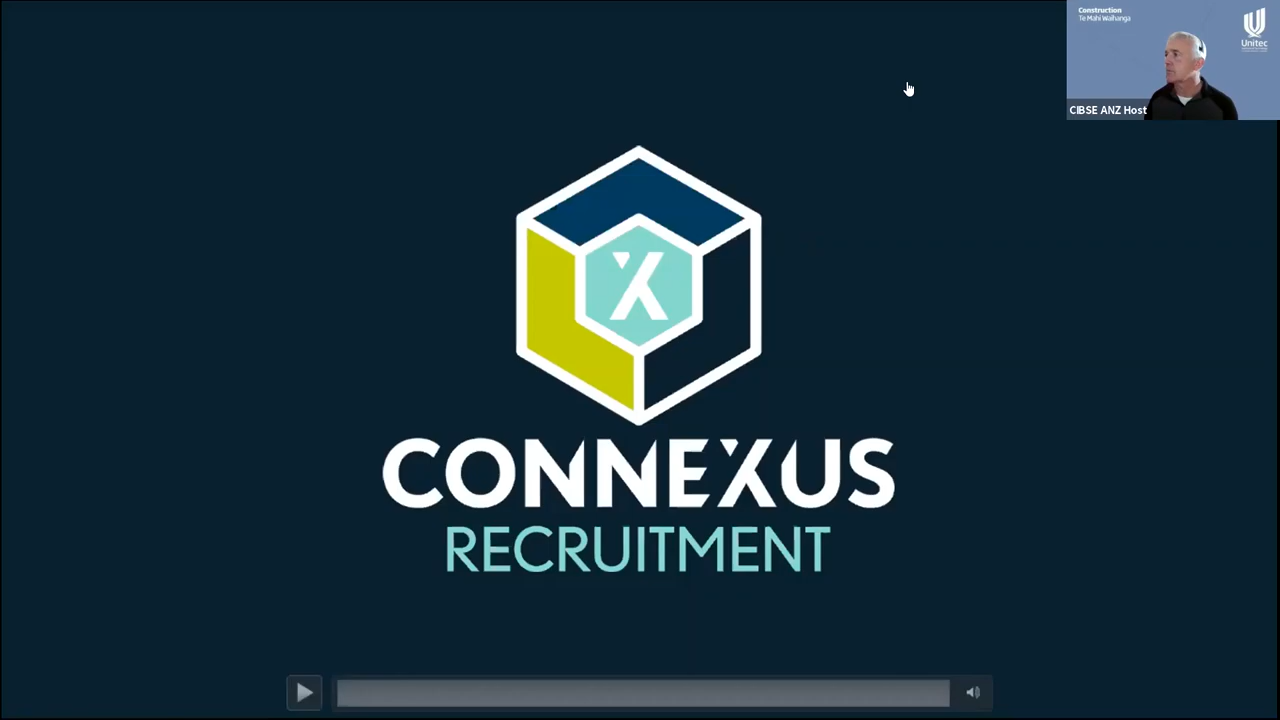 Construction
Te Mahi Waihanga
Unitec
CIBSE ANZ Host
X
CONNEXUS
RECRUITMENT